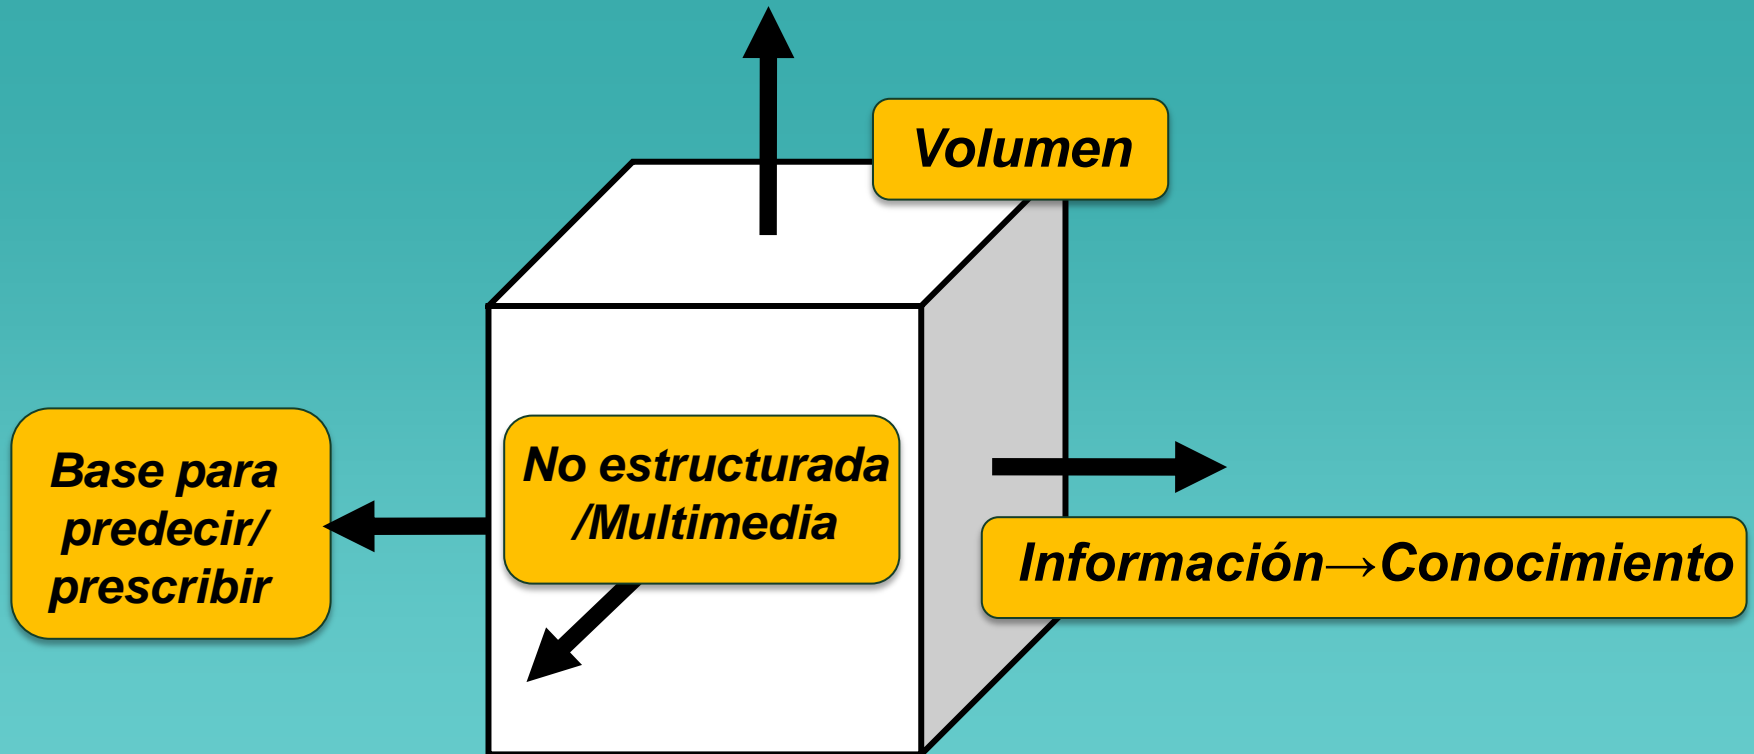 Volumen
Base para
predecir/
prescribir
No estructurada
/Multimedia
Información→Conocimiento